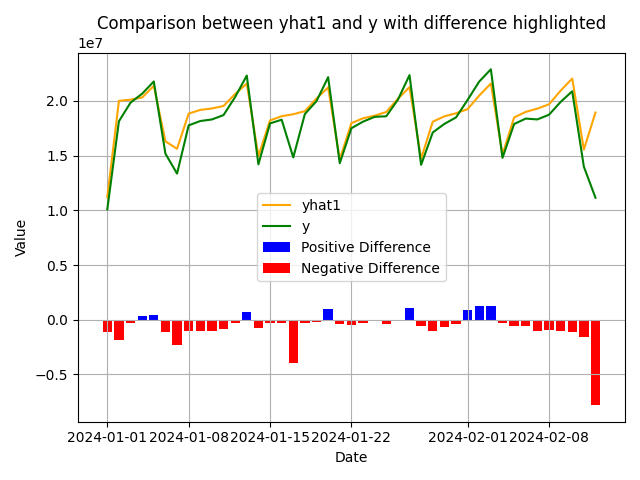 Comparison between yhat1 and y with difference highlighted
1e7
2.0
1.5
1.0
0.5
0.0
−0.5
Value
yhat1
y
Positive Difference
Negative Difference
2024-01-01 2024-01-08 2024-01-15 2024-01-22 2024-02-01 2024-02-08
Date